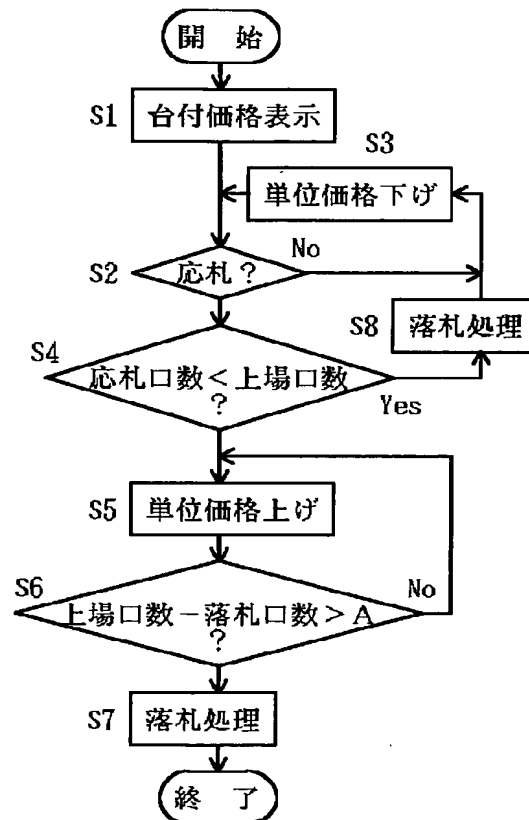 開 始
S1 台付価格表示
S3
単位価格下げ
No
S2 応札?
S8 落札処理
S4
応札口数<上場口数
?
Yes
S5 単位価格上げ
S6
No
上場口数-落札口数>A
?
S7 落札処理
終 了